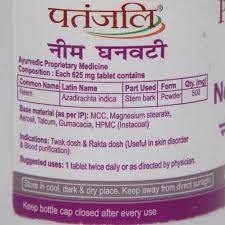 पतंजलि
नीम घनवटी
Ayurvedic Proprietary Medicine
Composition : Each 625 mg tablet contains
Common Name Latin Name Part Used Form Qty.(mg)
Neem Azadirachta indica Stem bark Powder 500
Base material (as per IP): MCC, Magnesium stearate,
Aerosil, Talcum, Gumacacia, HPMC (Instacoat)
Indications: Twak dosh & Rakta dosh (Useful in skin disorder
& Blood purification).
Suggested uses: 1 tablet twice daily or as directed by physician.
Store in cool, dark & dry place. Keep away from
Keep bottle cap closed after every use